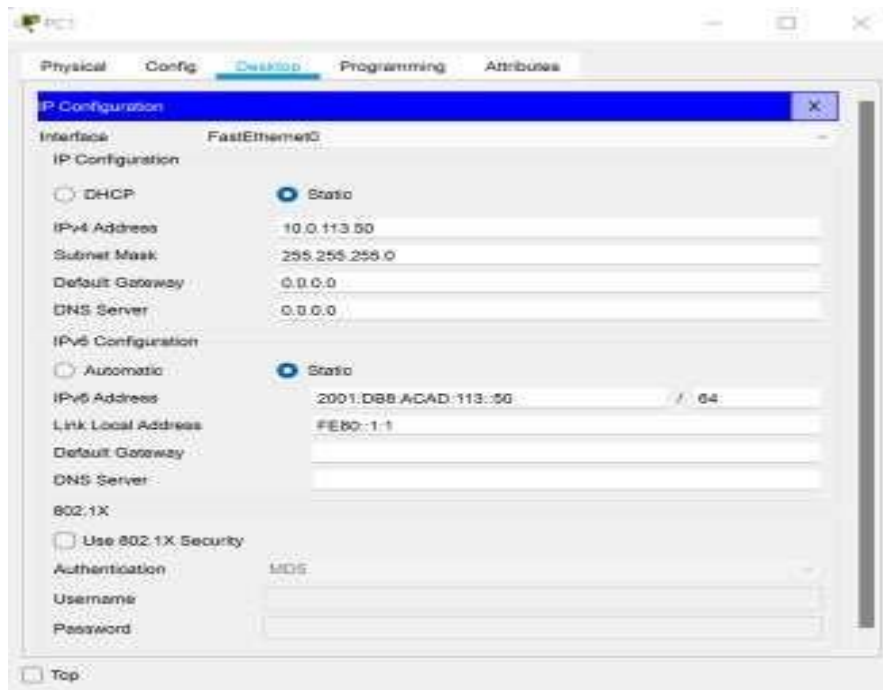 PC1
Physical Config Desktop Programming Attributes
IP Configuration X
Interface FastEthernet0
IP Configuration
DHCP Static
IPv4 Address 10.0.113.50
Subnet Mask 255.255.255.0
Default Gateway 0.0.0.0
DNS Server 0.0.0.0
IPv6 Configuration
Automatic Static
IPv6 Address 2001:DB8:ACAD:113::50 / 64
Link Local Address FE80::1:1
Default Gateway
DNS Server
802.1X
Use 802.1X Security
Authentication MD5
Username
Password
Top